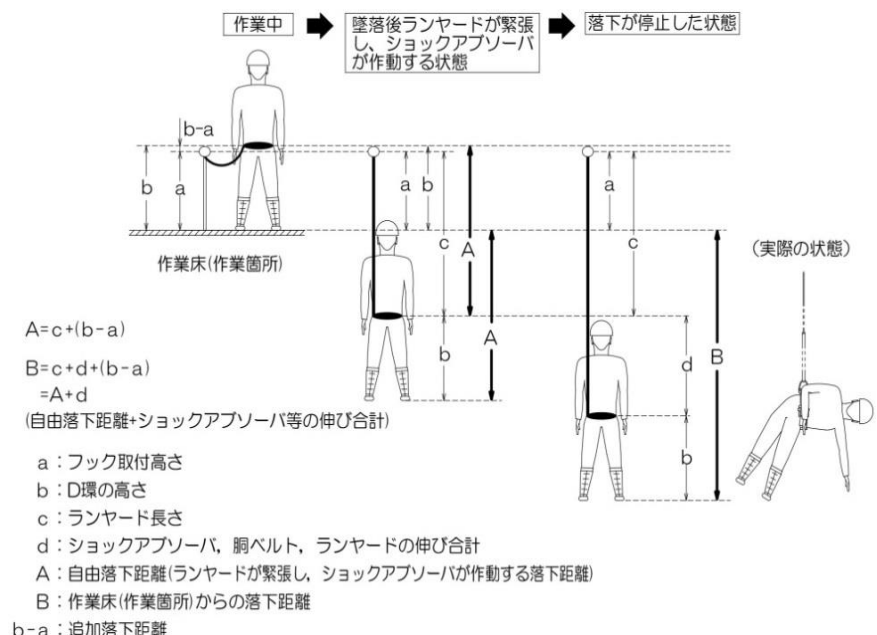 作業中
墜落後ランヤードが緊張
し、ショックアブソーバ
が作動する状態
落下が停止した状態
b-a
b
a
a
b
c
A
A
b
a
c
d
b
B
作業床(作業箇所)
(実際の状態)
A=c+(b-a)
B=c+d+(b-a)
=A+d
(自由落下距離+ショックアブソーバ等の伸び合計)
a：フック取付高さ
b：D環の高さ
c：ランヤード長さ
d：ショックアブソーバ，胴ベルト，ランヤードの伸び合計
A：自由落下距離(ランヤードが緊張し，ショックアブソーバが作動する落下距離)
B：作業床(作業箇所)からの落下距離
b-a：追加落下距離